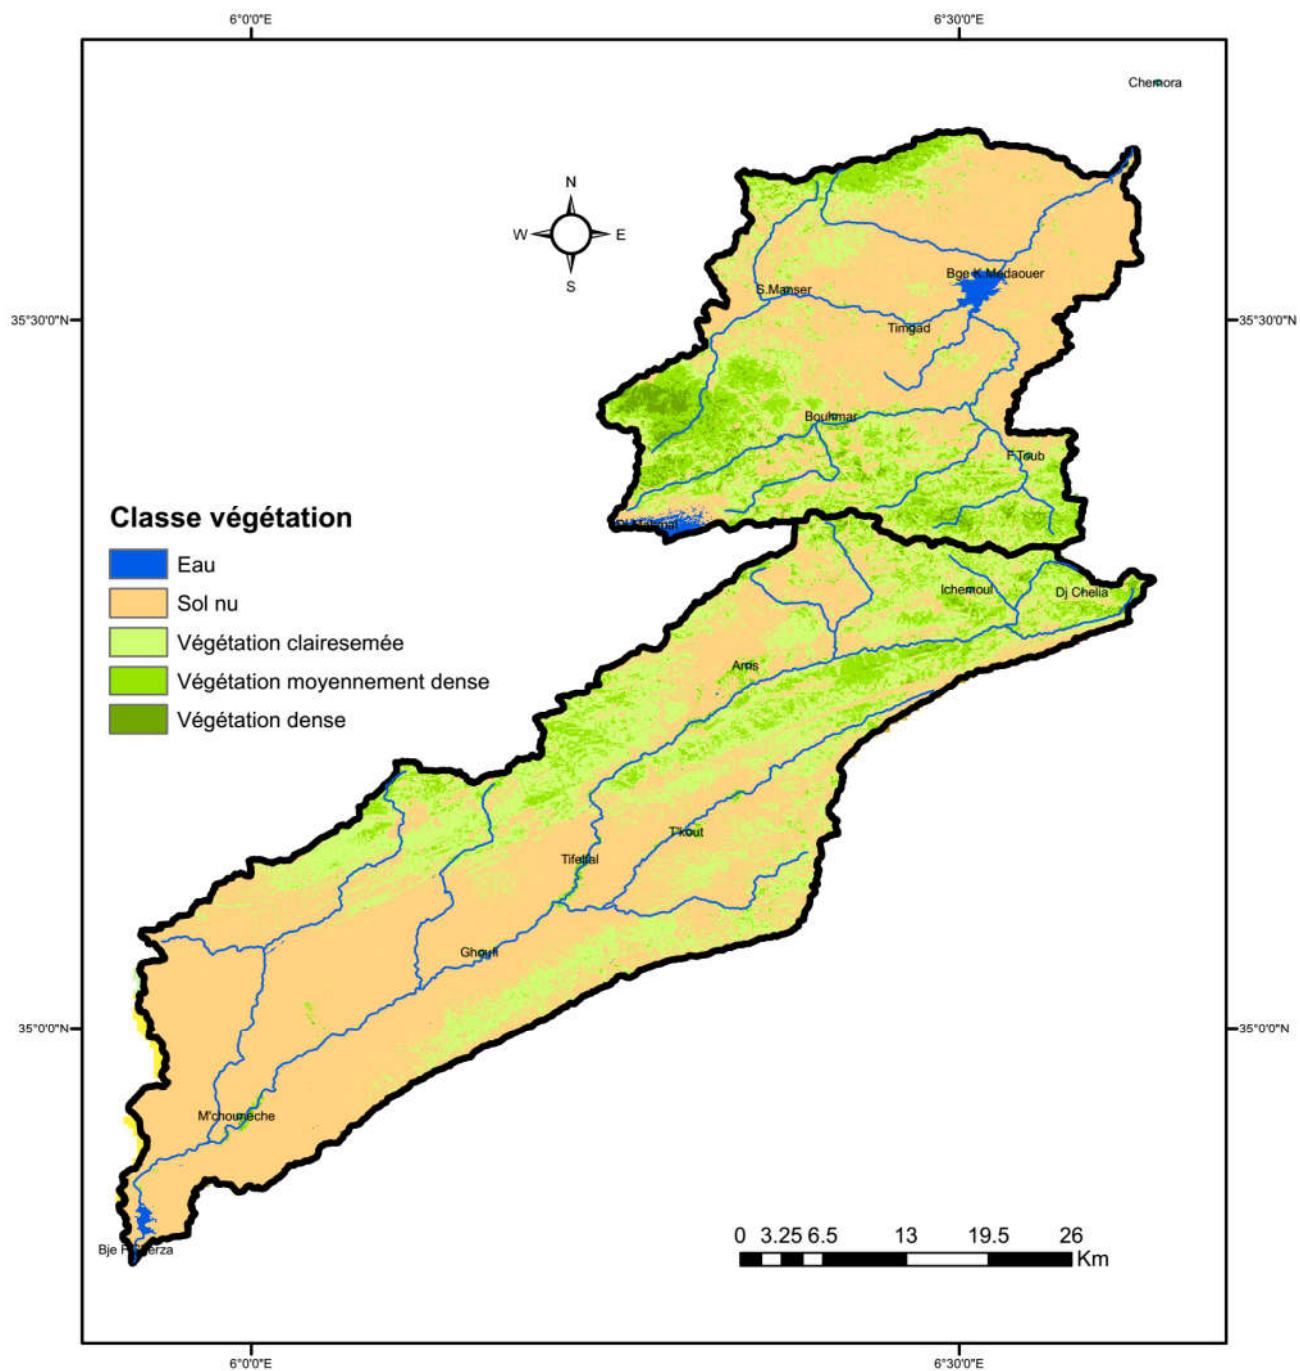 6°0'0"E
6°30'0"E
Chemora
N
W
E
S
Bge K.Medaouer
S.Manser
35°30'0"N
35°30'0"N
Timgad
Bouhmar
F.Toub
Classe végétation
Eau
Sol nu
Végétation clairesemée
Végétation moyennement dense
Végétation dense
Ichemoul
Dj Chelia
Arris
T'kout
Tifelfal
Ghoufi
35°0'0"N
35°0'0"N
M'chouneche
0 3.25 6.5 13 19.5 26
Km
Bje
6°0'0"E
6°30'0"E